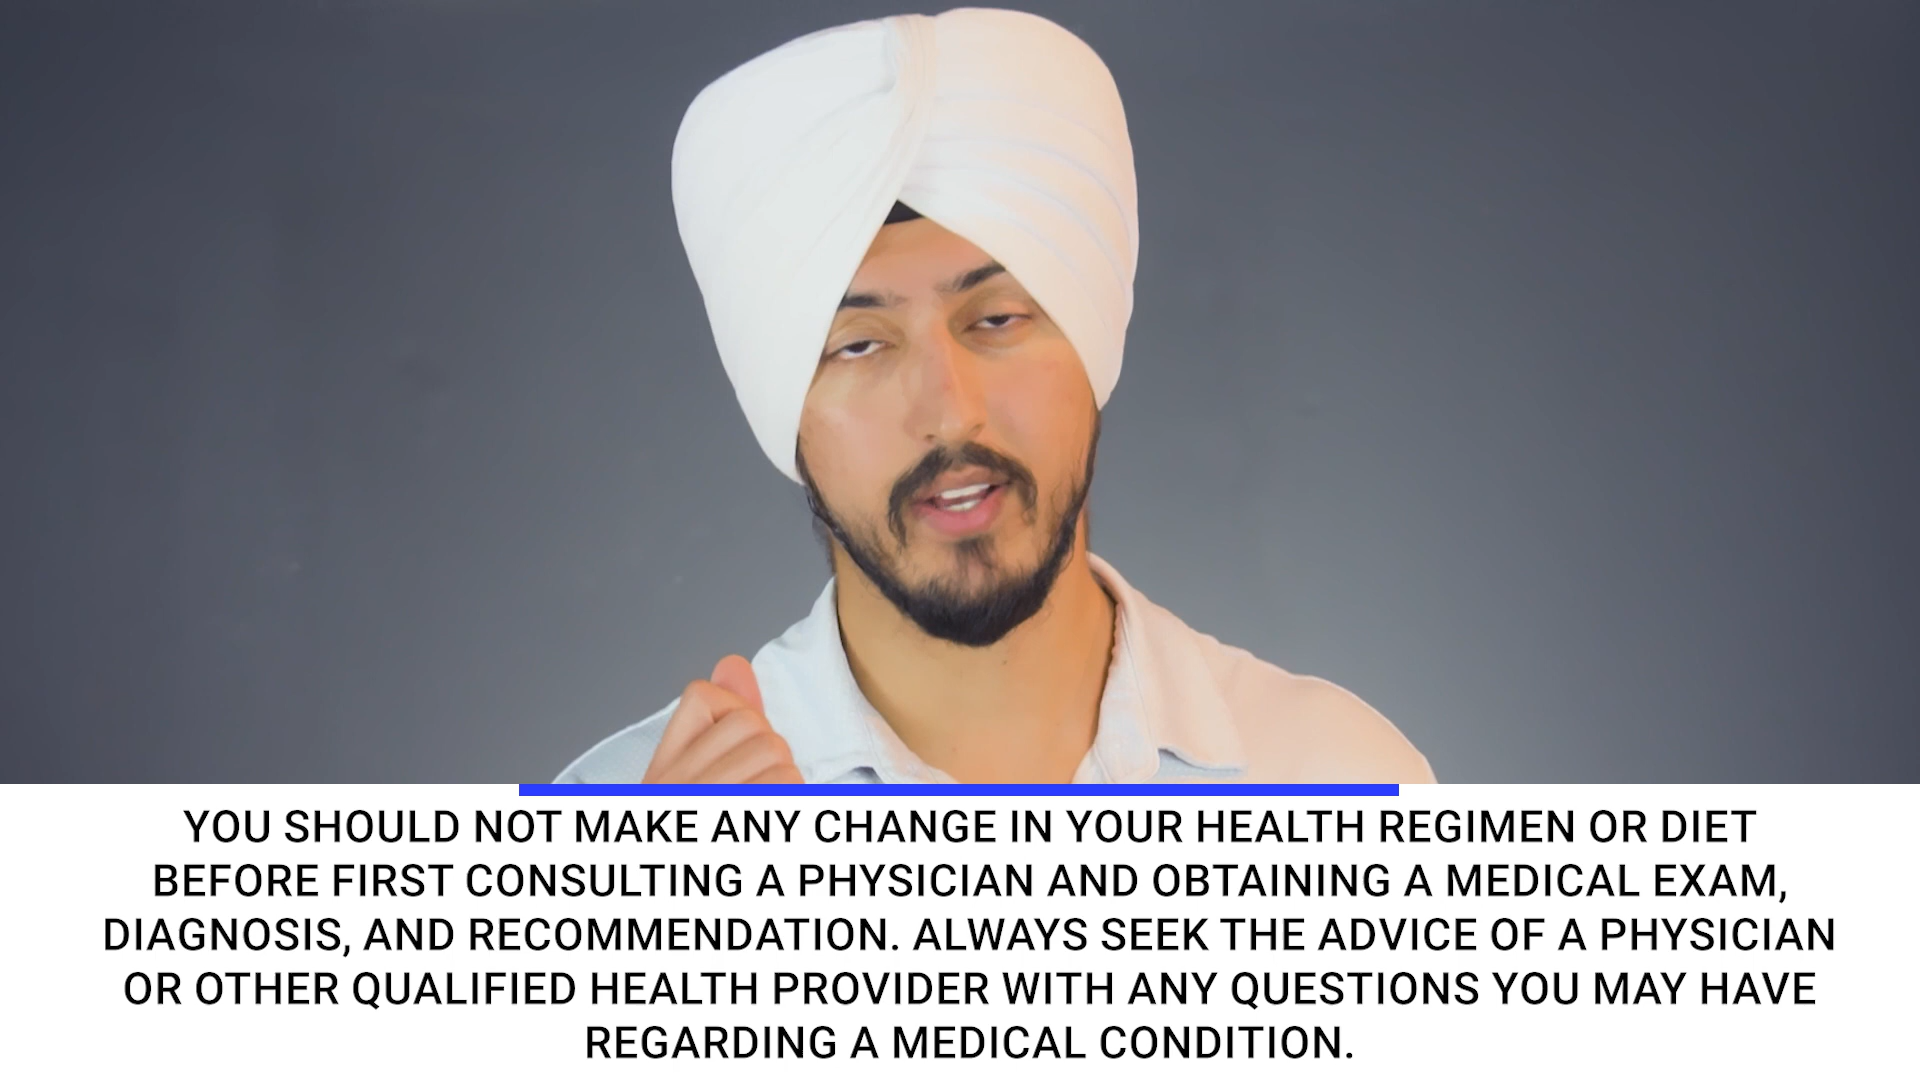 YOU SHOULD NOT MAKE ANY CHANGE IN YOUR HEALTH REGIMEN OR DIET
BEFORE FIRST CONSULTING A PHYSICIAN AND OBTAINING A MEDICAL EXAM,
DIAGNOSIS, AND RECOMMENDATION. ALWAYS SEEK THE ADVICE OF A PHYSICIAN
OR OTHER QUALIFIED HEALTH PROVIDER WITH ANY QUESTIONS YOU MAY HAVE
REGARDING A MEDICAL CONDITION.